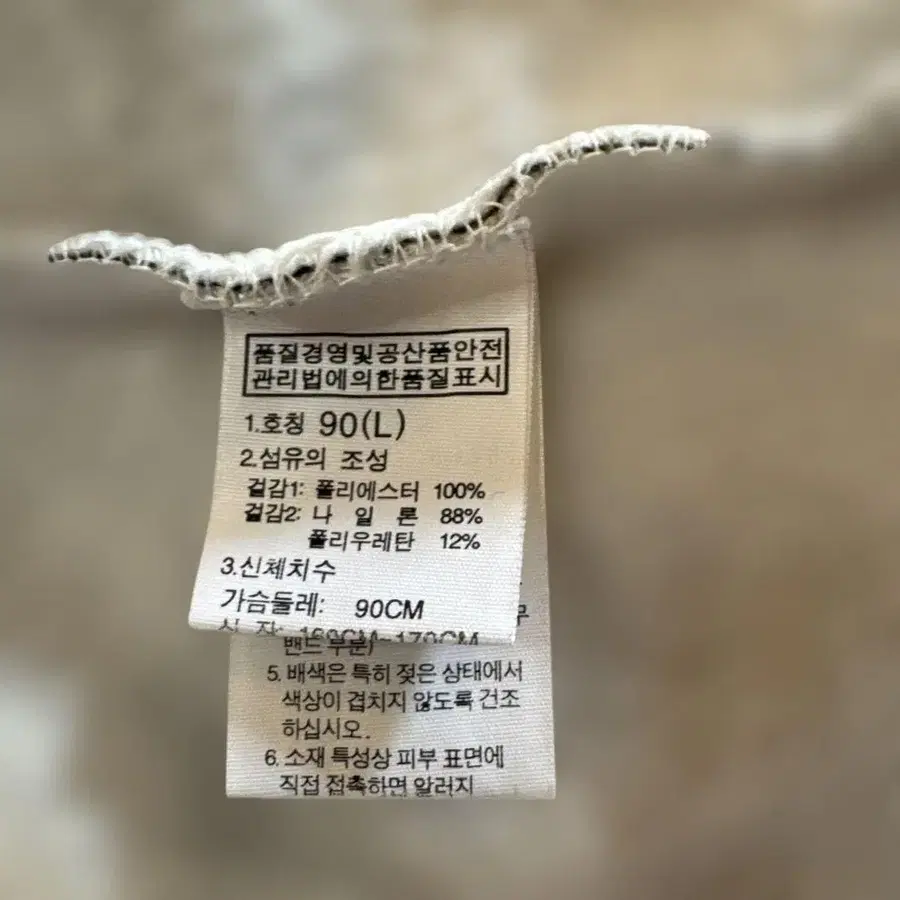 품질경영및공산품안전
관리법에의한품질표시
1.호칭 90(L)
2.섬유의 조성
겉감1: 폴리에스터 100%
겉감2: 나 일 론 88%
폴리우레탄 12%
3.신체치수
가슴둘레: 90CM
신 장: 160CM~170CM
밴드 부분)
5. 배색은 특히 젖은 상태에서
색상이 겹치지 않도록 건조
하십시오.
6. 소재 특성상 피부 표면에
직접 접촉하면 알러지